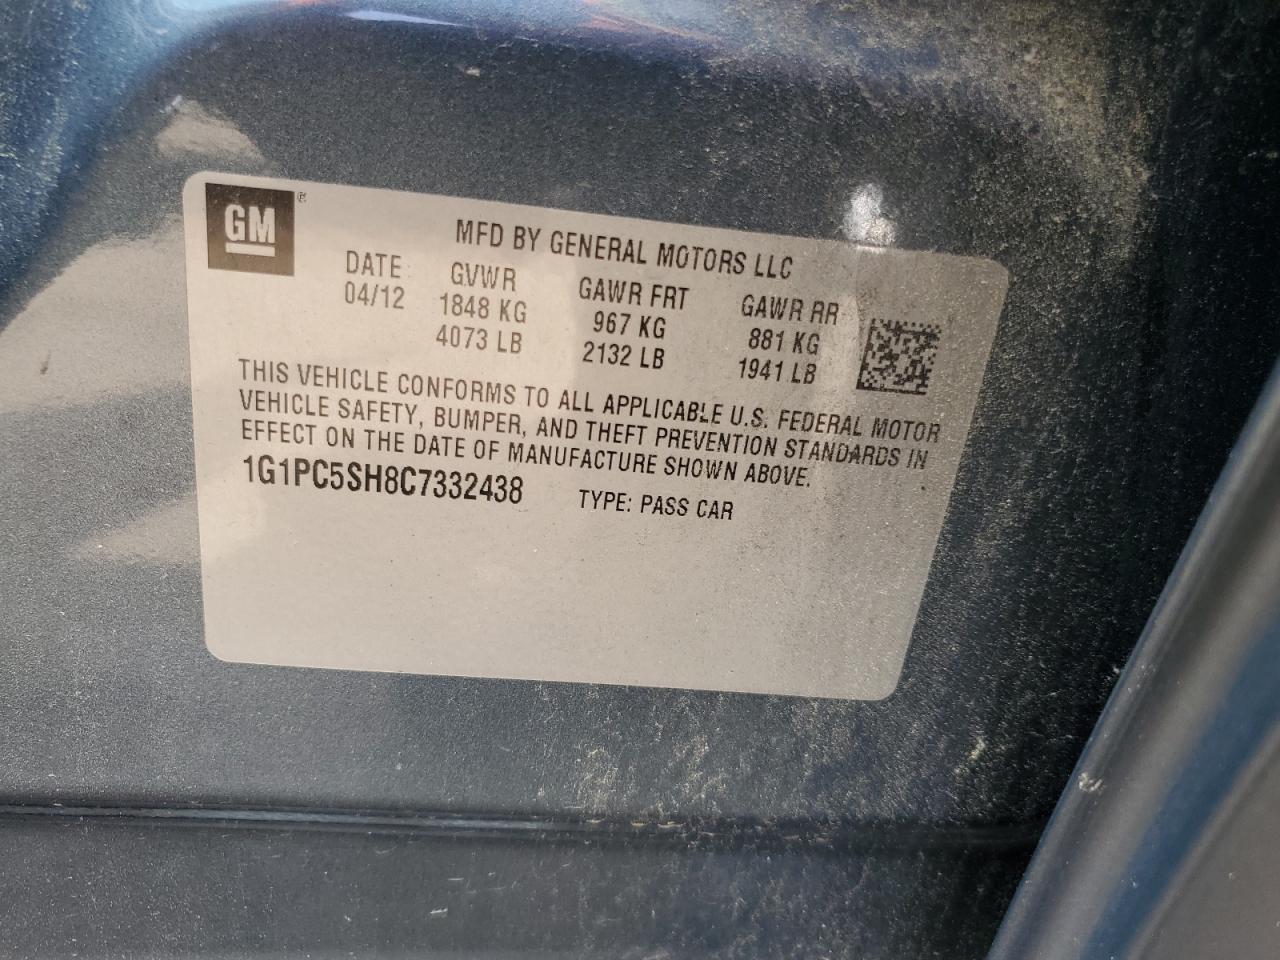 GM ®
MFD BY GENERAL MOTORS LLC
DATE GVWR GAWR FRT GAWR RR
04/12 1848 KG 967 KG 881 KG
4073 LB 2132 LB 1941 LB
THIS VEHICLE CONFORMS TO ALL APPLICABLE U.S. FEDERAL MOTOR
VEHICLE SAFETY, BUMPER, AND THEFT PREVENTION STANDARDS IN
EFFECT ON THE DATE OF MANUFACTURE SHOWN ABOVE.
1G1PC5SH8C7332438 TYPE: PASS CAR